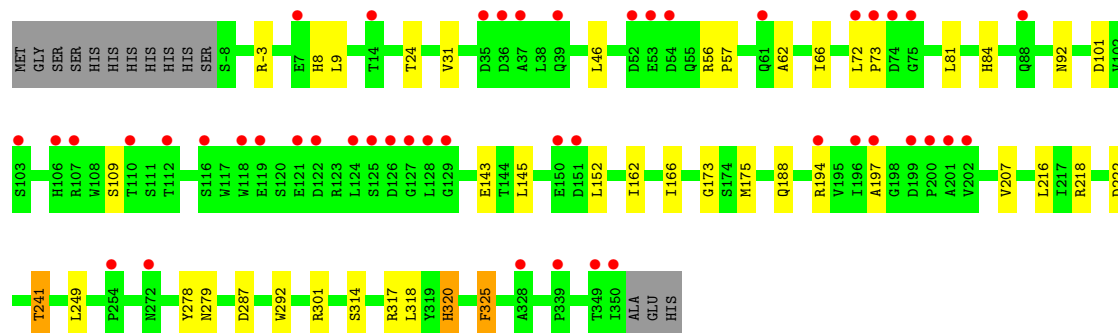 MET GLY SER SER HIS HIS HIS HIS HIS HIS SER S-8 R-3 E7 H8 L9 T14 T24 V31 D35 D36 A37 L38 Q39 L46 D52 E53 D54 Q55 R56 P57 Q61 A62 I66 L72 P73 D74 G75 L81 H84 Q88 N92 D101 V102
S103 H106 R107 W108 S109 T110 S111 T112 S116 W117 W118 E119 S120 E121 D122 R123 L124 S125 D126 G127 L128 G129 E143 T144 L145 E150 D151 L152 I162 I166 G173 S174 M175 Q188 R194 V195 I196 A197 G198 D199 P200 A201 V202 V207 L216 I217 R218
T241 L249 P254 N272 Y278 N279 D287 W292 R301 S314 R317 L318 Y319 H320 F325 A328 P339 T349 I350 ALA GLU HIS